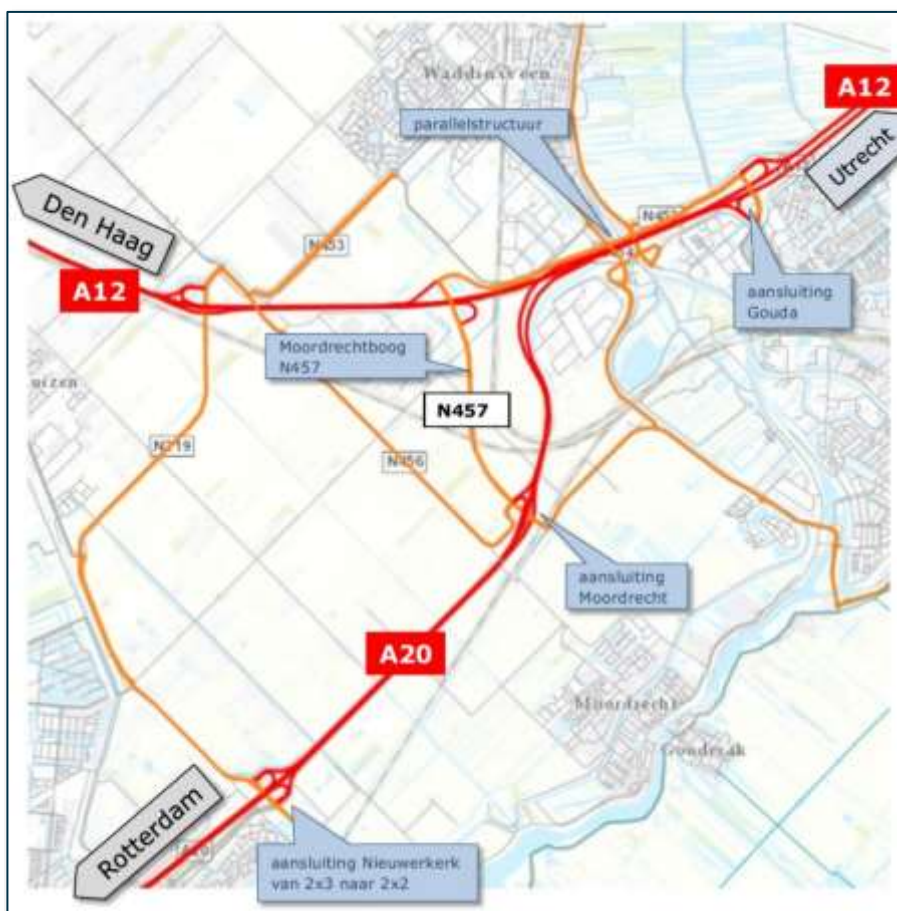 Waddinxveen
A12
parallelstructuur
Utrecht
Den Haag
N453
A12
aansluiting
Gouda
Moordrechtboog
N457
N457
N219
N456
aansluiting
Moordrecht
A20
Moordrecht
Gouderak
Rotterdam
A20
aansluiting Nieuwerkerk
van 2x3 naar 2x2